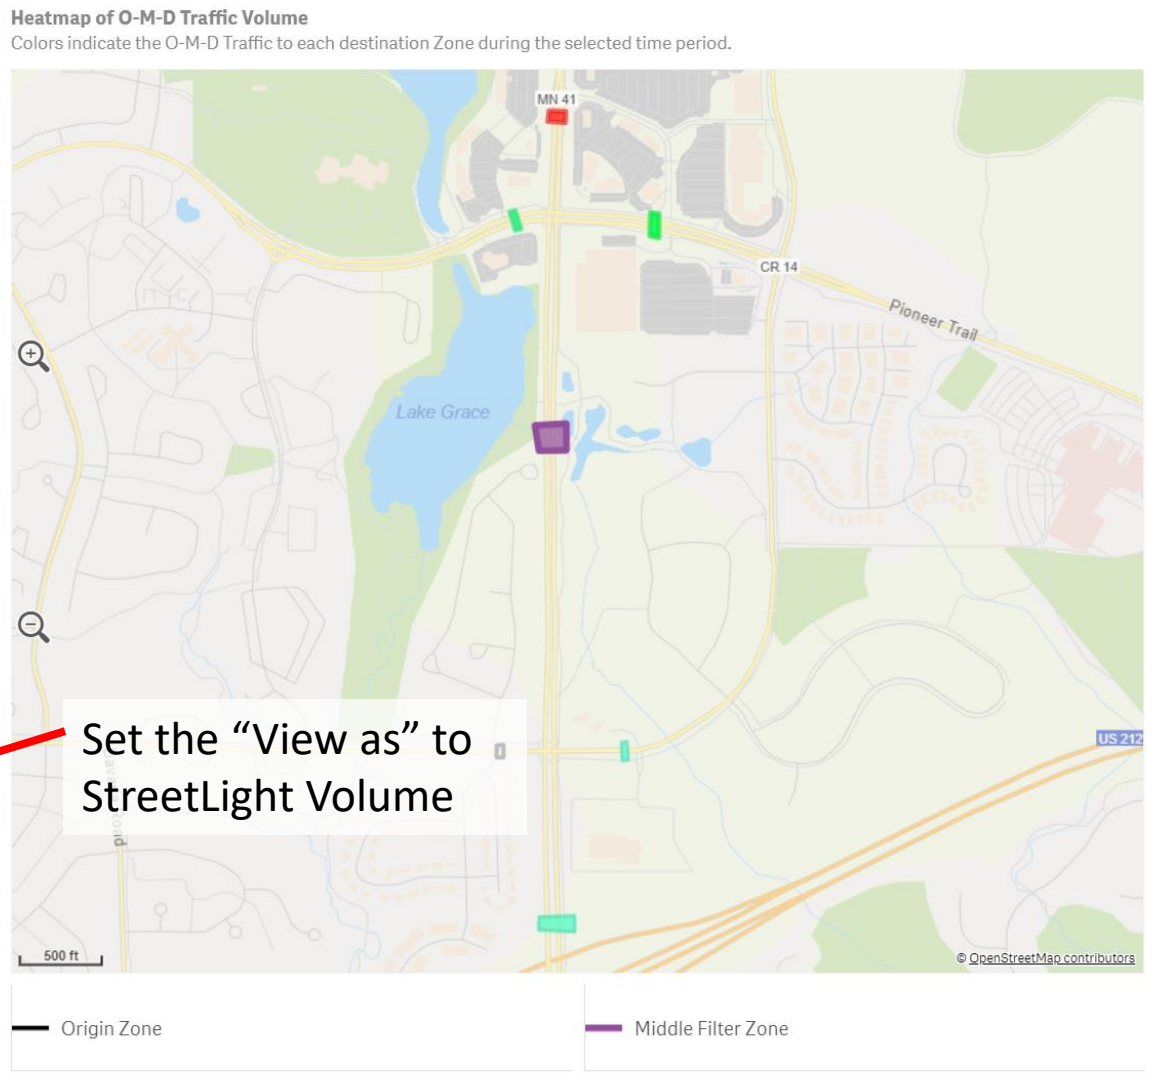 Heatmap of O-M-D Traffic Volume
Colors indicate the O-M-D Traffic to each destination Zone during the selected time period.
MN 41
CR 14
Pioneer Trail
Lake Grace
US 212
Set the “View as” to
StreetLight Volume
Road
500 ft
© OpenStreetMap contributors
Origin Zone
Middle Filter Zone